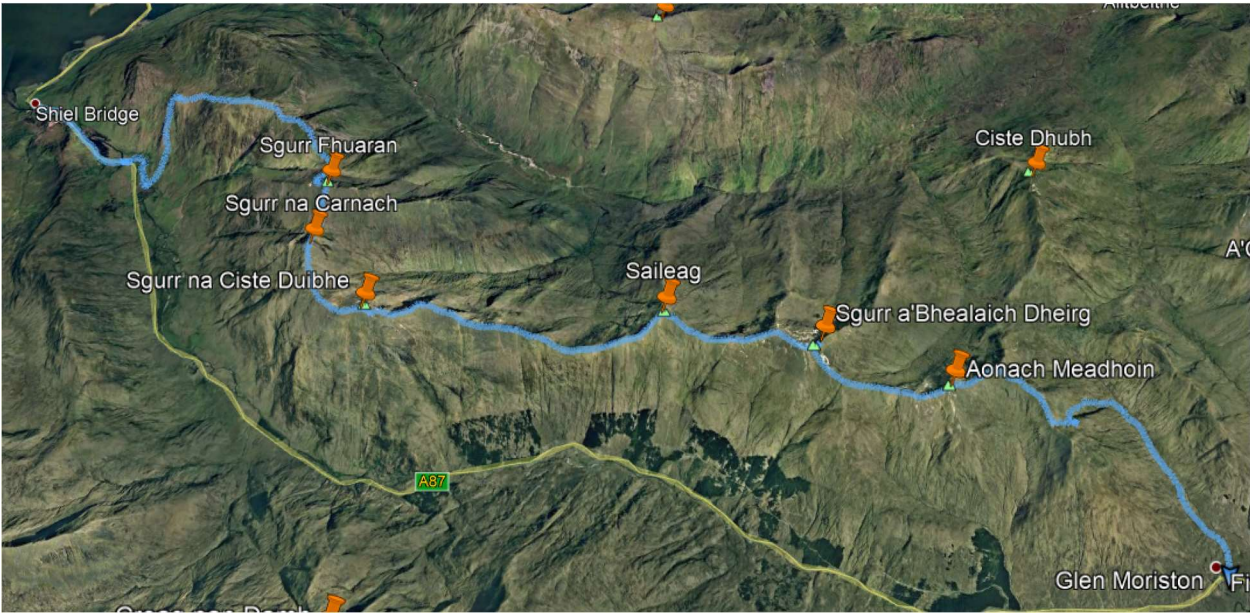 Shiel Bridge
Sgurr Fhuaran
Ciste Dhubh
Sgurr na Carnach
A'C
Sgurr na Ciste Duibhe
Saileag
Sgurr a'Bhealaich Dheirg
Aonach Meadhoin
A87
Glen Moriston
Fi